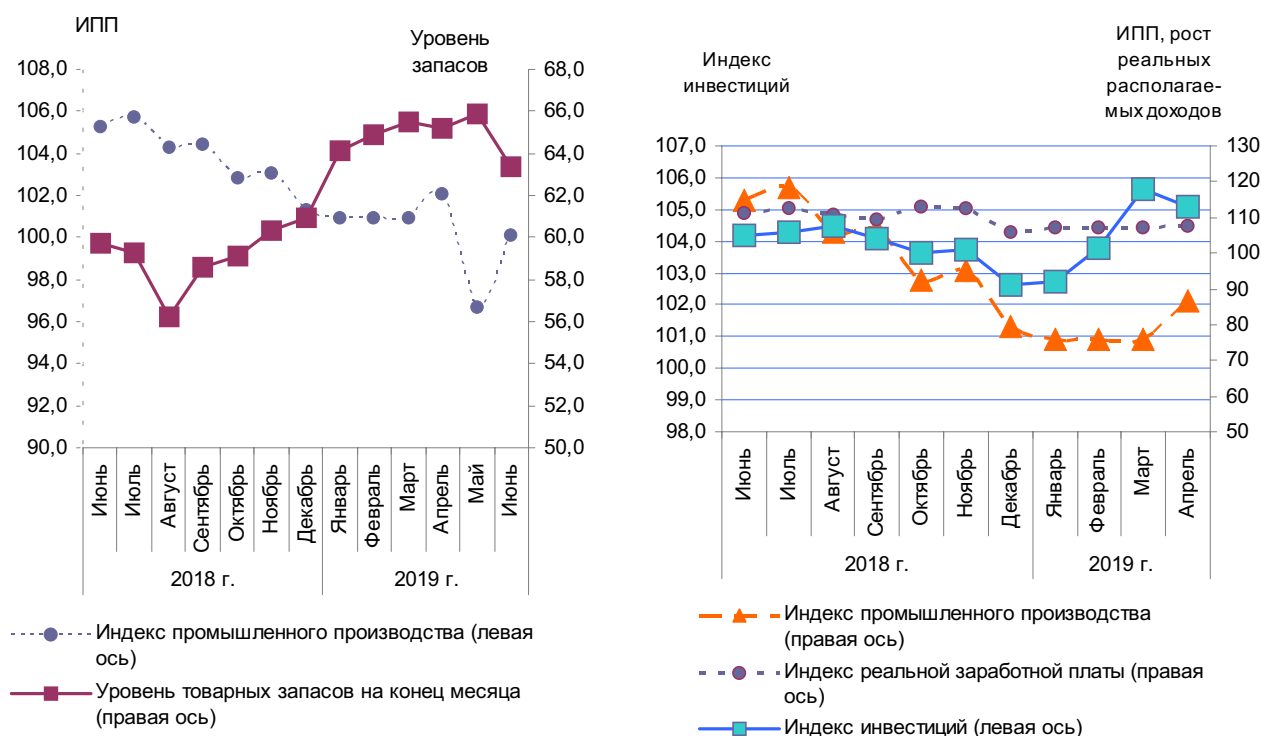 ИПП
Уровень
запасов
108,0
106,0
104,0
102,0
100,0
98,0
96,0
94,0
92,0
90,0
68,0
66,0
64,0
62,0
60,0
58,0
56,0
54,0
52,0
50,0
Июнь
Июль
Август
Сентябрь
Октябрь
Ноябрь
Декабрь
Январь
Февраль
Март
Апрель
Май
Июнь
2018 г.
2019 г.
Индекс промышленного производства (левая
ось)
Уровень товарных запасов на конец месяца
(правая ось)
Индекс
инвестиций
ИПП, рост
реальных
располагае-
мых доходов
107,0
106,0
105,0
104,0
103,0
102,0
101,0
100,0
99,0
98,0
130
120
110
100
90
80
70
60
50
Июнь
Июль
Август
Сентябрь
Октябрь
Ноябрь
Декабрь
Январь
Февраль
Март
Апрель
2018 г.
2019 г.
Индекс промышленного производства
(правая ось)
Индекс реальной заработной платы (правая
ось)
Индекс инвестиций (левая ось)